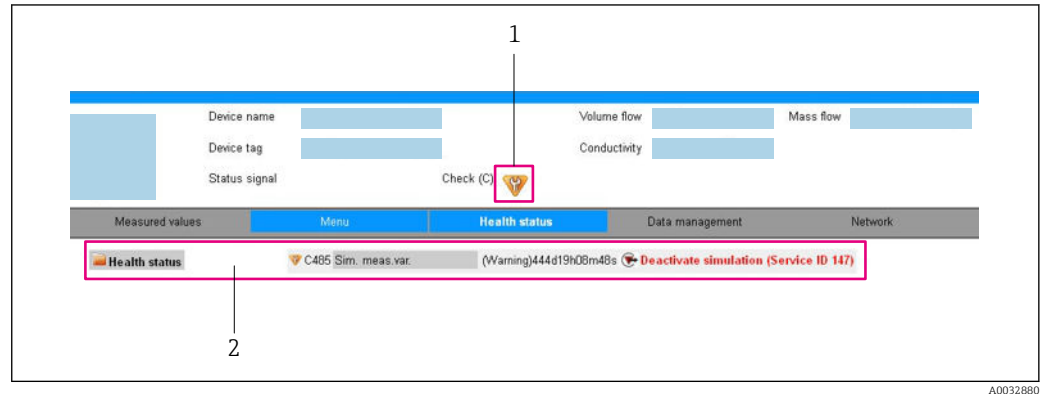 1
Device name Volume flow Mass flow
Device tag Conductivity
Status signal Check (C)
Measured values Menu Health status Data management Network
Health status C485 Sim. meas.var. (Warning)444d19h08m48s Deactivate simulation (Service ID 147)
2
A0032880